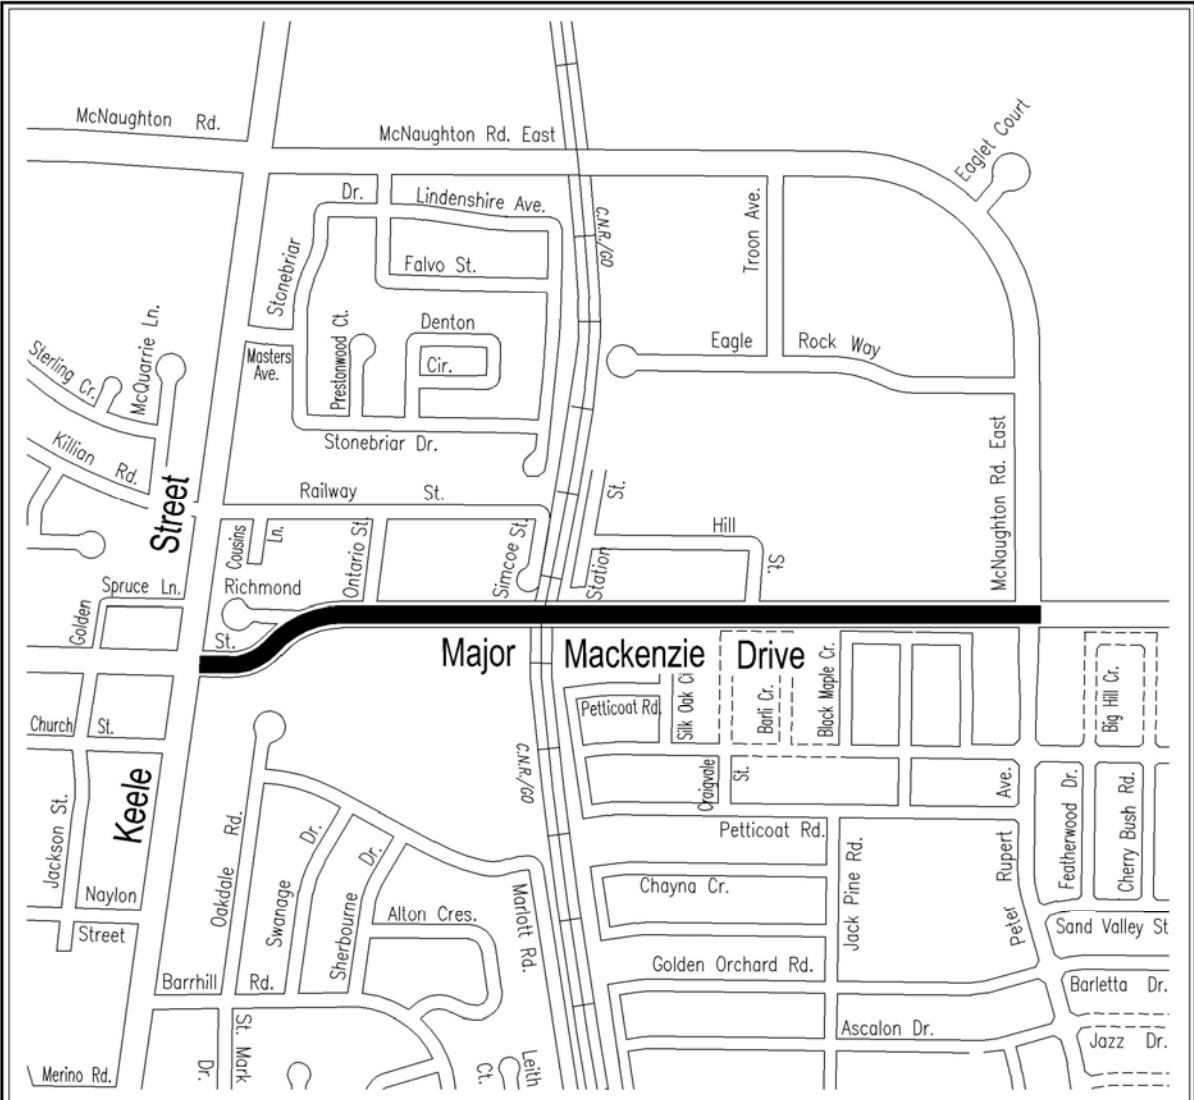 McNaughton Rd.
McNaughton Rd. East
Eaglet Court
Dr.
Lindenshire Ave.
Troon Ave.
C.N.R./GO
Stonebriar
Falvo St.
McQuarrie Ln.
Prestonwood Ct.
Denton
Cir.
Eagle Rock Way
Sterling Cr.
Masters
Ave.
Killian Rd.
Stonebriar Dr.
McNaughton Rd. East
Street
Railway St.
St.
Station
Hill
St.
Cousins
Ln.
Ontario St.
Simcoe St.
Spruce Ln.
Richmond
St.
Golden
Major Mackenzie Drive
Petticoat Rd.
Silk Oak C
Barli Cr.
Black Maple Cr.
Big Hill Cr.
Church St.
C.N.R./GO
Keele
Craigvale
St.
Ave.
Rupert
Peter
Featherwood Dr.
Cherry Bush Rd.
Jackson St.
Oakdale Rd.
Dr.
Swanage
Dr.
Sherbourne
Petticoat Rd.
Jack Pine Rd.
Chayna Cr.
Naylon
Street
Alton Cres.
Marlott Rd.
Sand Valley St
Golden Orchard Rd.
Barrhill Rd.
Barletta Dr.
St. Mark
Dr.
Ascalon Dr.
Jazz Dr.
Merino Rd.
Leith
Ct.